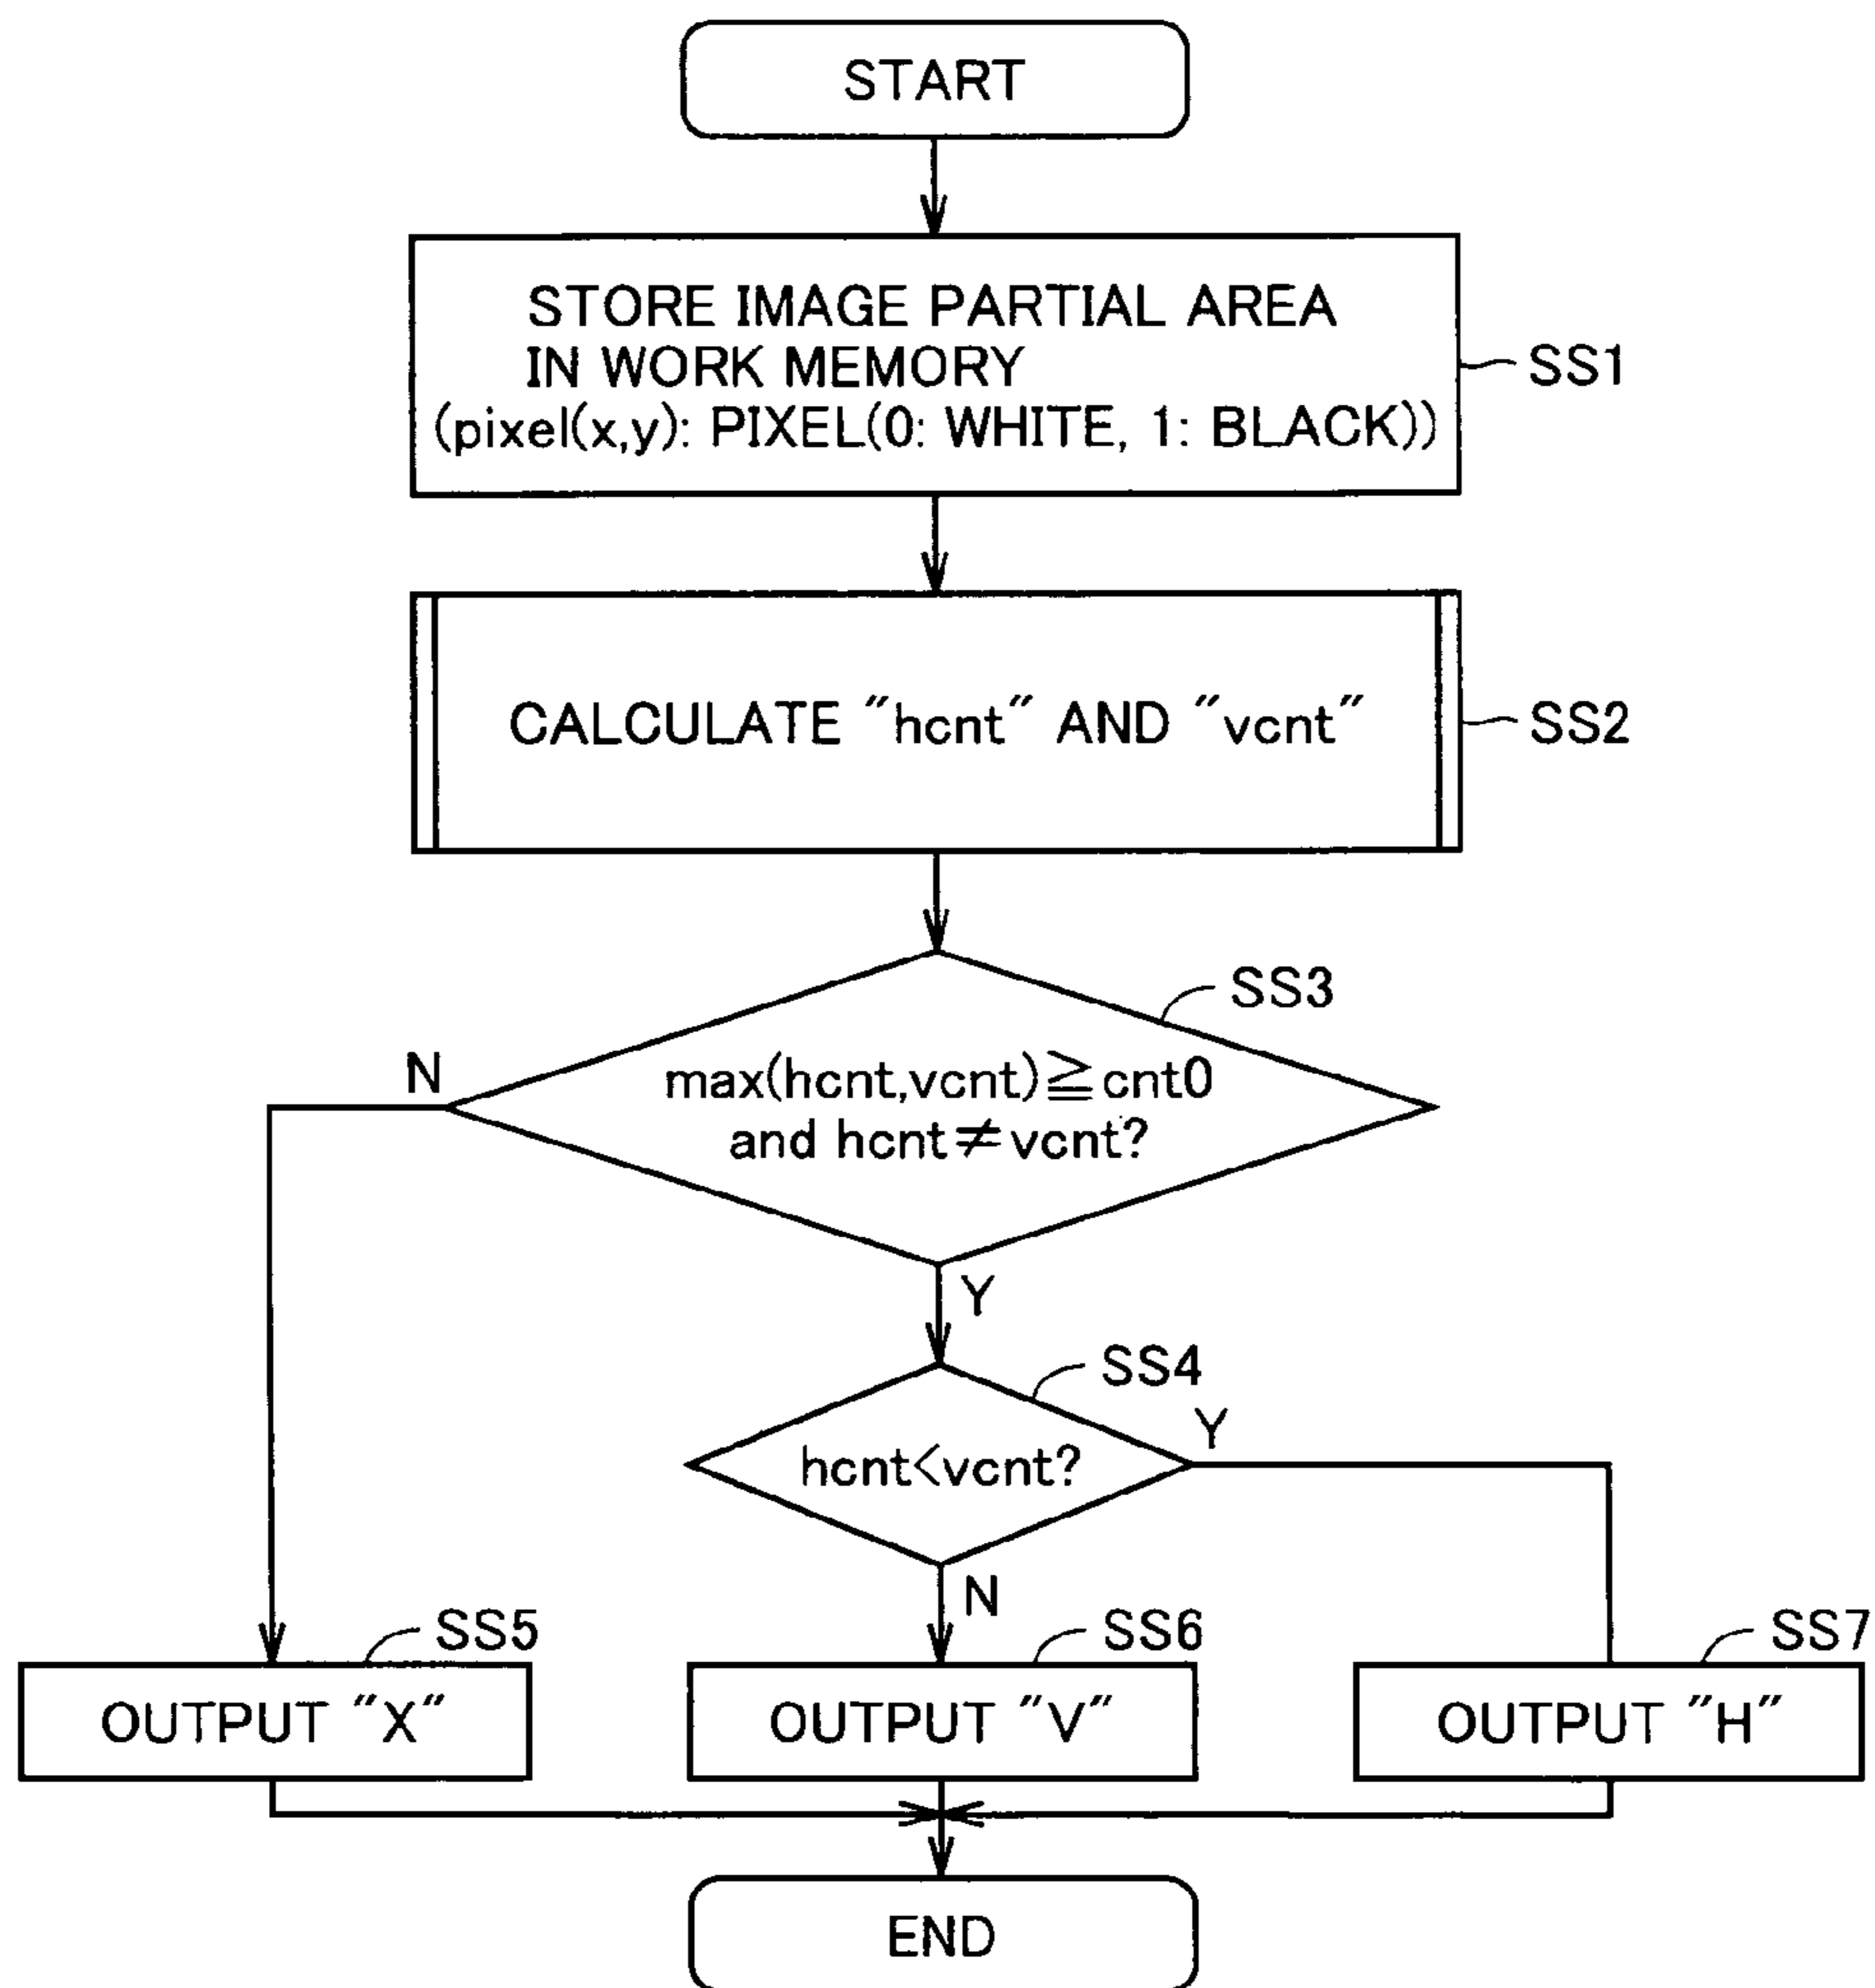 START
STORE IMAGE PARTIAL AREA
IN WORK MEMORY
(pixel(x,y): PIXEL(0: WHITE, 1: BLACK))
SS1
CALCULATE "hcnt" AND "vcnt"
SS2
SS3
max(hcnt,vcnt)≧cnt0
and hcnt≠vcnt?
N
Y
SS4
hcnt<vcnt?
Y
N
SS5
OUTPUT "X"
SS6
OUTPUT "V"
SS7
OUTPUT "H"
END